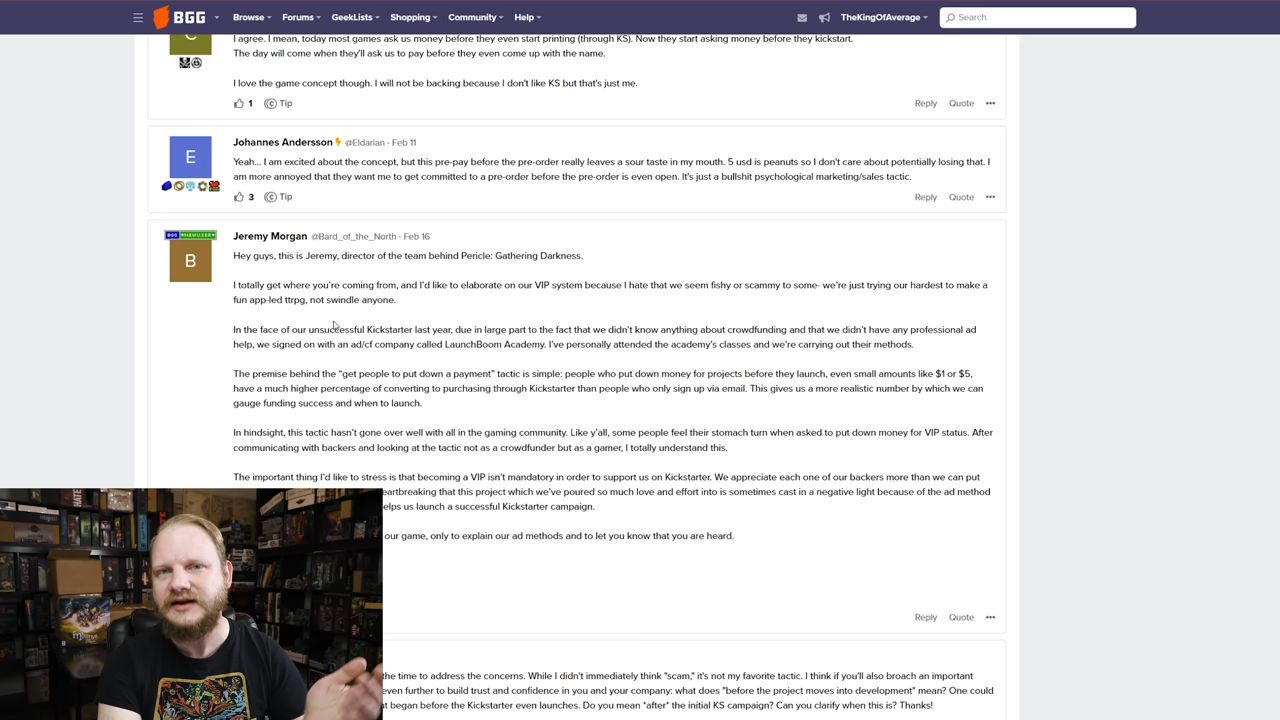 BGG Browse Forums GeekLists Shopping Community Help TheKingOfAverage Search
I agree. I mean, today most games ask us money before they even start printing (through KS). Now they start asking money before they kickstart.
The day will come when they'll ask us to pay before they even come up with the name.
I love the game concept though. I will not be backing because I don't like KS but that's just me.
1 Tip Reply Quote •••
E
Johannes Andersson @Eldarian · Feb 11
Yeah... I am excited about the concept, but this pre-pay before the pre-order really leaves a sour taste in my mouth. 5 usd is peanuts so I don't care about potentially losing that. I
am more annoyed that they want me to get committed to a pre-order before the pre-order is even open. It's just a bullshit psychological marketing/sales tactic.
3 Tip Reply Quote •••
BGG NEWUSER
B
Jeremy Morgan @Bard_of_the_North · Feb 16
Hey guys, this is Jeremy, director of the team behind Pericle: Gathering Darkness.
I totally get where you're coming from, and I'd like to elaborate on our VIP system because I hate that we seem fishy or scammy to some- we're just trying our hardest to make a
fun app-led ttrpg, not swindle anyone.
In the face of our unsuccessful Kickstarter last year, due in large part to the fact that we didn't know anything about crowdfunding and that we didn't have any professional ad
help, we signed on with an ad/cf company called LaunchBoom Academy. I've personally attended the academy's classes and we're carrying out their methods.
The premise behind the “get people to put down a payment” tactic is simple: people who put down money for projects before they launch, even small amounts like $1 or $5,
have a much higher percentage of converting to purchasing through Kickstarter than people who only sign up via email. This gives us a more realistic number by which we can
gauge funding success and when to launch.
In hindsight, this tactic hasn't gone over well with all in the gaming community. Like y'all, some people feel their stomach turn when asked to put down money for VIP status. After
communicating with backers and looking at the tactic not as a crowdfunder but as a gamer, I totally understand this.
The important thing I'd like to stress is that becoming a VIP isn't mandatory in order to support us on Kickstarter. We appreciate each one of our backers more than we can put
eartbreaking that this project which we've poured so much love and effort into is sometimes cast in a negative light because of the ad method
elps us launch a successful Kickstarter campaign.
our game, only to explain our ad methods and to let you know that you are heard.
Reply Quote •••
the time to address the concerns. While I didn't immediately think "scam," it's not my favorite tactic. I think if you'll also broach an important
even further to build trust and confidence in you and your company: what does "before the project moves into development" mean? One could
t began before the Kickstarter even launches. Do you mean *after* the initial KS campaign? Can you clarify when this is? Thanks!